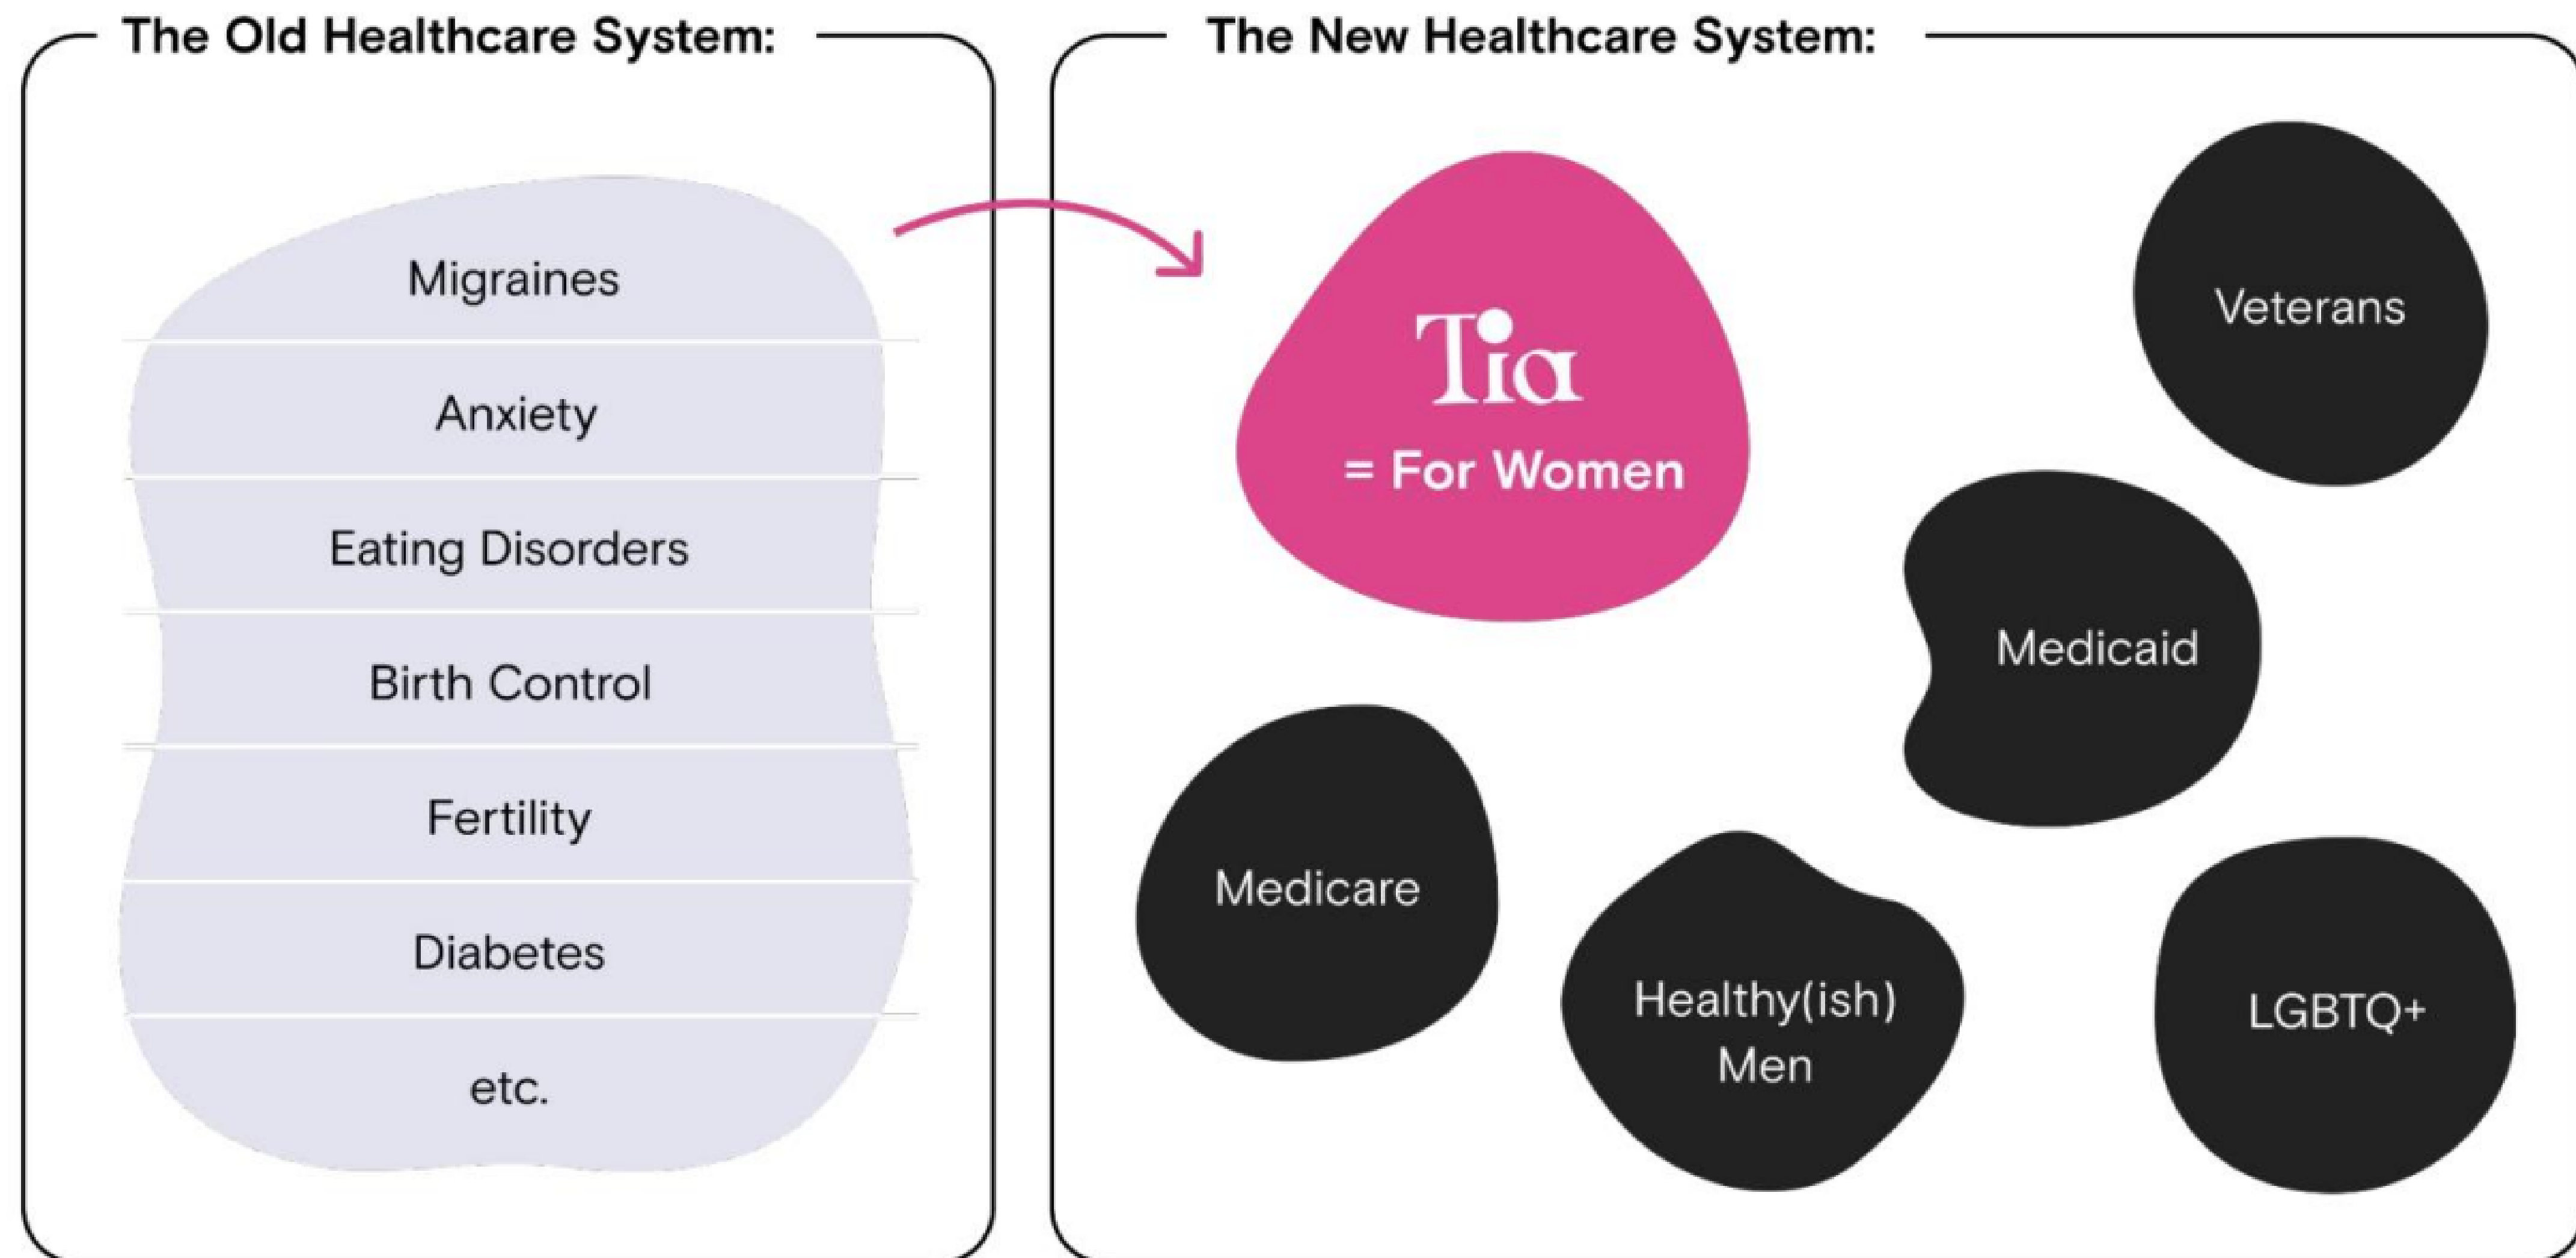 The Old Healthcare System:
Migraines
Anxiety
Eating Disorders
Birth Control
Fertility
Diabetes
etc.
The New Healthcare System:
Tia
= For Women
Veterans
Medicaid
Medicare
Healthy(ish)
Men
LGBTQ+